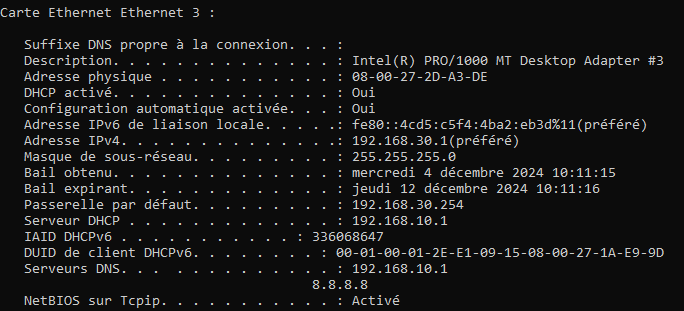 Carte Ethernet Ethernet 3 :
Suffixe DNS propre à la connexion. . . :
Description. . . . . . . . . . . . . . : Intel(R) PRO/1000 MT Desktop Adapter #3
Adresse physique . . . . . . . . . . . : 08-00-27-2D-A3-DE
DHCP activé. . . . . . . . . . . . . . : Oui
Configuration automatique activée. . . : Oui
Adresse IPv6 de liaison locale. . . . .: fe80::4cd5:c5f4:4ba2:eb3d%11(préféré)
Adresse IPv4. . . . . . . . . . . . . .: 192.168.30.1(préféré)
Masque de sous-réseau. . . . . . . . . : 255.255.255.0
Bail obtenu. . . . . . . . . . . . . . : mercredi 4 décembre 2024 10:11:15
Bail expirant. . . . . . . . . . . . . : jeudi 12 décembre 2024 10:11:16
Passerelle par défaut. . . . . . . . . : 192.168.30.254
Serveur DHCP . . . . . . . . . . . . . : 192.168.10.1
IAID DHCPv6 . . . . . . . . . . . : 336068647
DUID de client DHCPv6. . . . . . . . : 00-01-00-01-2E-E1-09-15-08-00-27-1A-E9-9D
Serveurs DNS. . . . . . . . . . . . . : 192.168.10.1
8.8.8.8
NetBIOS sur Tcpip. . . . . . . . . . . : Activé